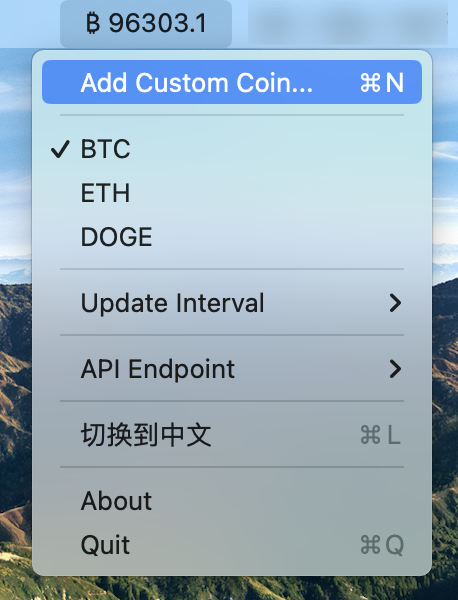 ₿ 96303.1
Add Custom Coin... ⌘N
✓ BTC
ETH
DOGE
Update Interval >
API Endpoint >
切换到中文 ⌘L
About
Quit ⌘Q